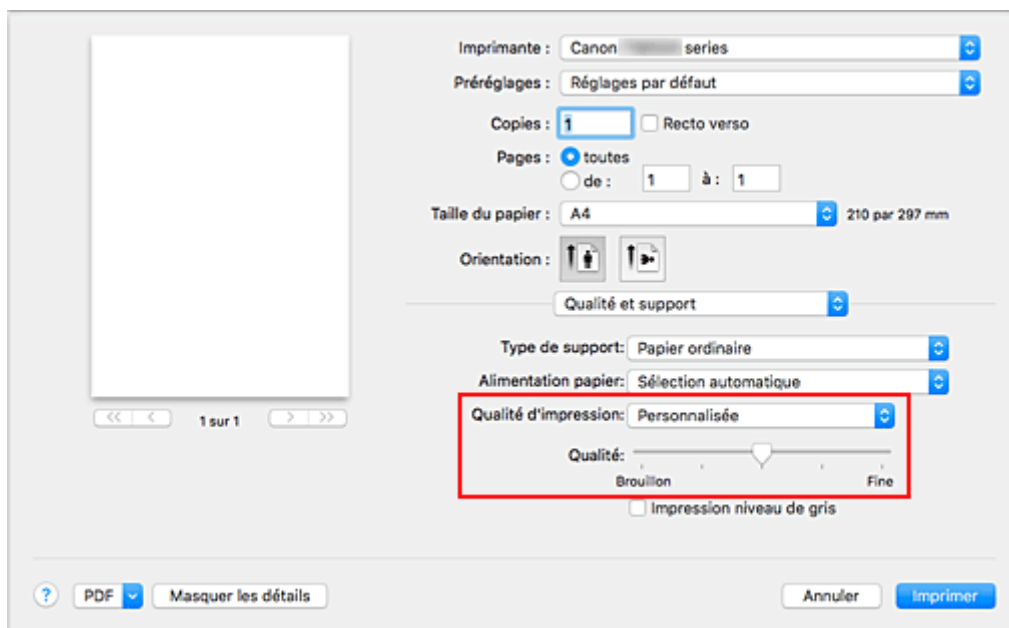 Imprimante : Canon series
Préréglages : Réglages par défaut
Copies : 1 Recto verso
Pages : toutes
de : 1 à : 1
Taille du papier : A4 210 par 297 mm
Orientation :
Qualité et support
Type de support: Papier ordinaire
Alimentation papier: Sélection automatique
Qualité d'impression: Personnalisée
Qualité:
Brouillon Fine
Impression niveau de gris
<< < 1 sur 1 > >>
? PDF Masquer les détails Annuler Imprimer